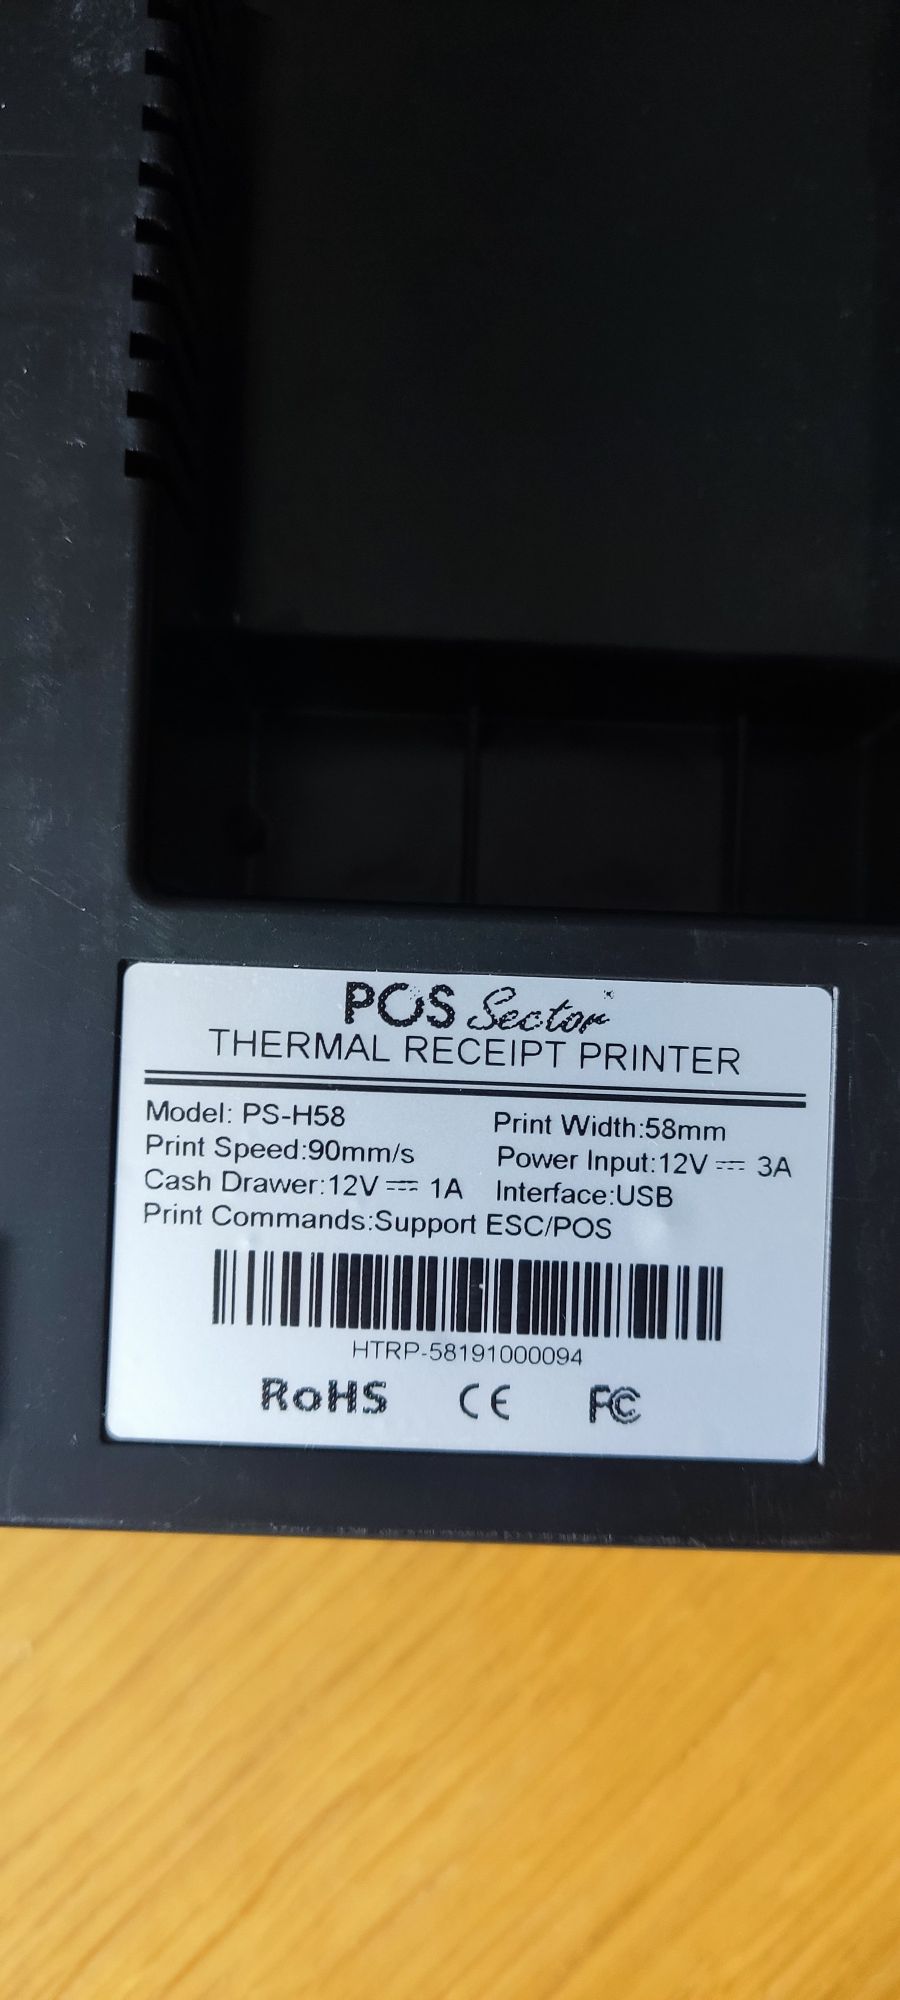 POS Sector
THERMAL RECEIPT PRINTER
Model: PS-H58 Print Width:58mm
Print Speed:90mm/s Power Input:12V ⎓ 3A
Cash Drawer:12V ⎓ 1A Interface:USB
Print Commands:Support ESC/POS
HTRP-58191000094
RoHS CE FC